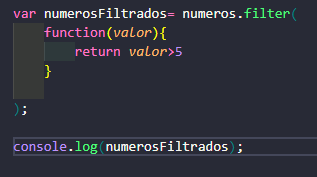 var numerosFiltrados= numeros.filter(
    function(valor){
        return valor>5
    }

);

console.log(numerosFiltrados);